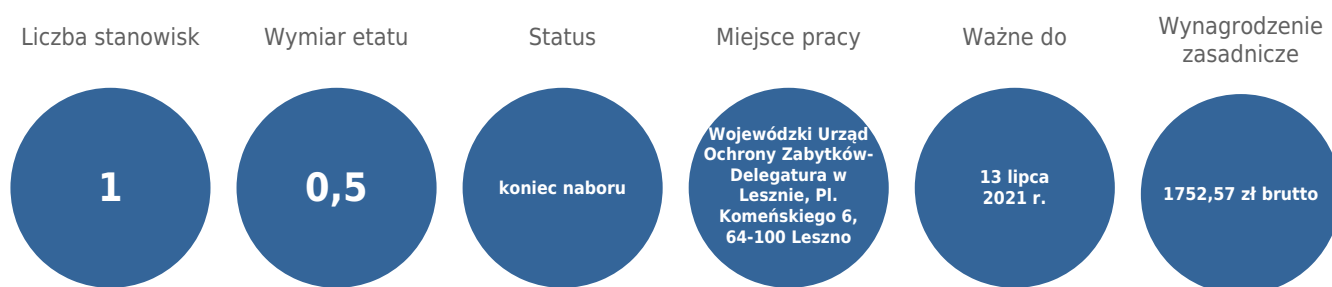 Liczba stanowisk
1
Wymiar etatu
0,5
Status
koniec naboru
Miejsce pracy
Wojewódzki Urząd
Ochrony Zabytków-
Delegatura w
Lesznie, Pl.
Komeńskiego 6,
64-100 Leszno
Ważne do
13 lipca
2021 r.
Wynagrodzenie
zasadnicze
1752,57 zł brutto